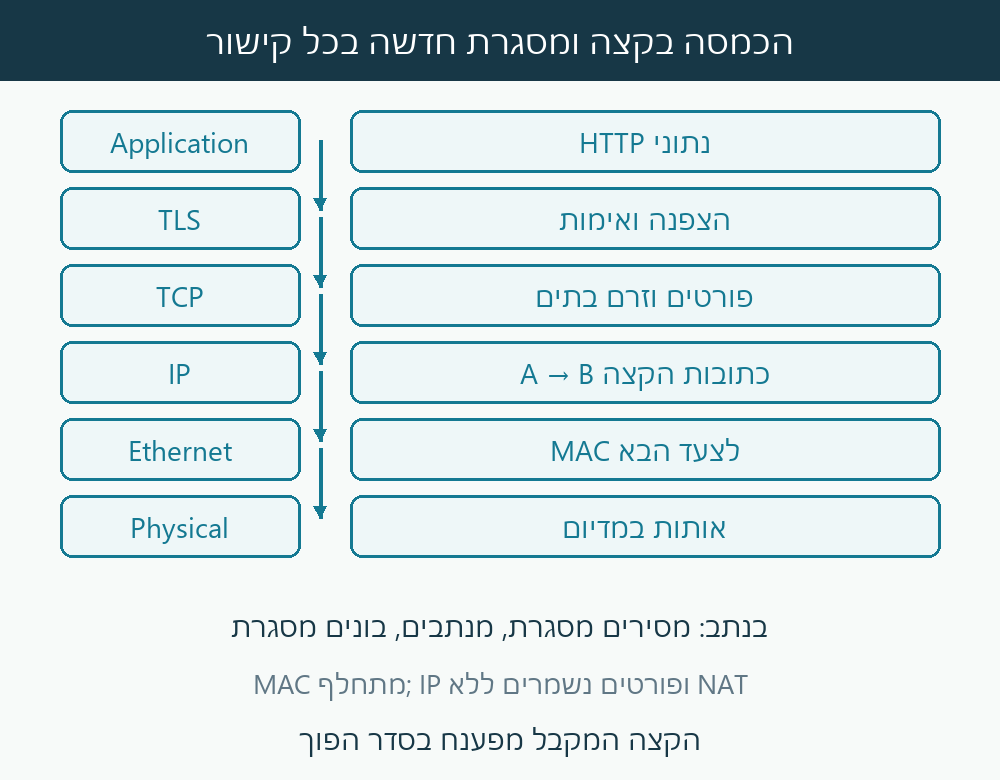 הכמסה בקצה ומסגרת חדשה בכל קישור
Application
נתוני HTTP
TLS
הצפנה ואימות
TCP
פורטים וזרם בתים
IP
כתובות הקצה A → B
Ethernet
MAC לצעד הבא
Physical
אותות במדיום
בנתב: מסירים מסגרת, מנתבים, בונים מסגרת
MAC מתחלף; IP ופורטים נשמרים ללא NAT
הקצה המקבל מפענח בסדר הפוך